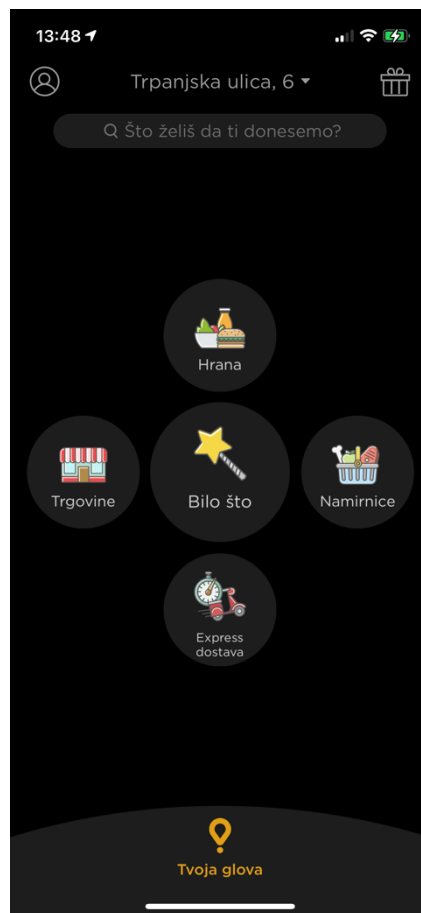 13:48
Trpanjska ulica, 6
Što želiš da ti donesemo?
Hrana
Trgovine
Bilo što
Namirnice
Express
dostava
Tvoja glova